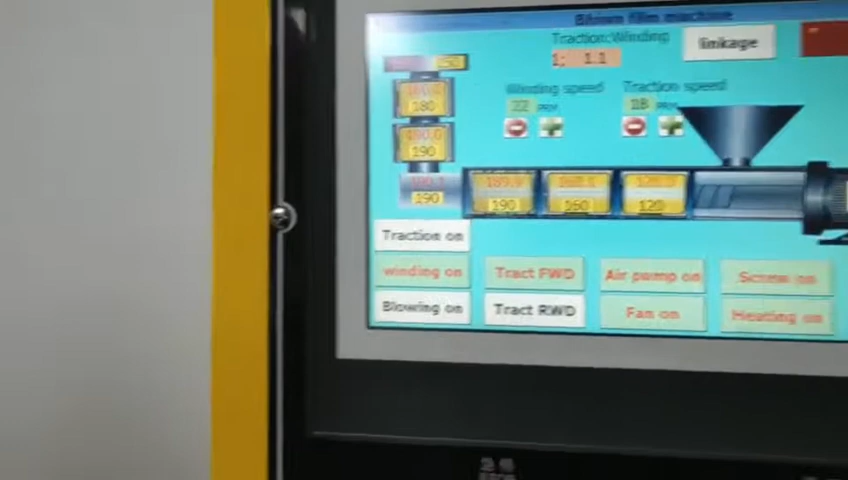 Blown film machine
Traction:Winding
linkage
1: 1.1
Winding speed
Traction speed
22
18
180
190
190
190
160
120
Traction on
winding on
Tract FWD
Air pump on
Screw on
Blowing on
Tract RWD
Fan on
Heating on